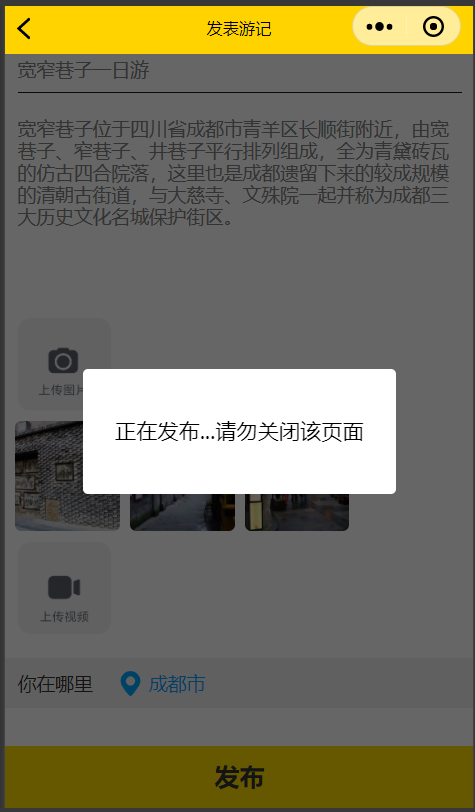 发表游记
宽窄巷子一日游
宽窄巷子位于四川省成都市青羊区长顺街附近，由宽
巷子、窄巷子、井巷子平行排列组成，全为青黛砖瓦
的仿古四合院落，这里也是成都遗留下来的较成规模
的清朝古街道，与大慈寺、文殊院一起并称为成都三
大历史文化名城保护街区。
上传图片
正在发布...请勿关闭该页面
上传视频
你在哪里 成都市
发布